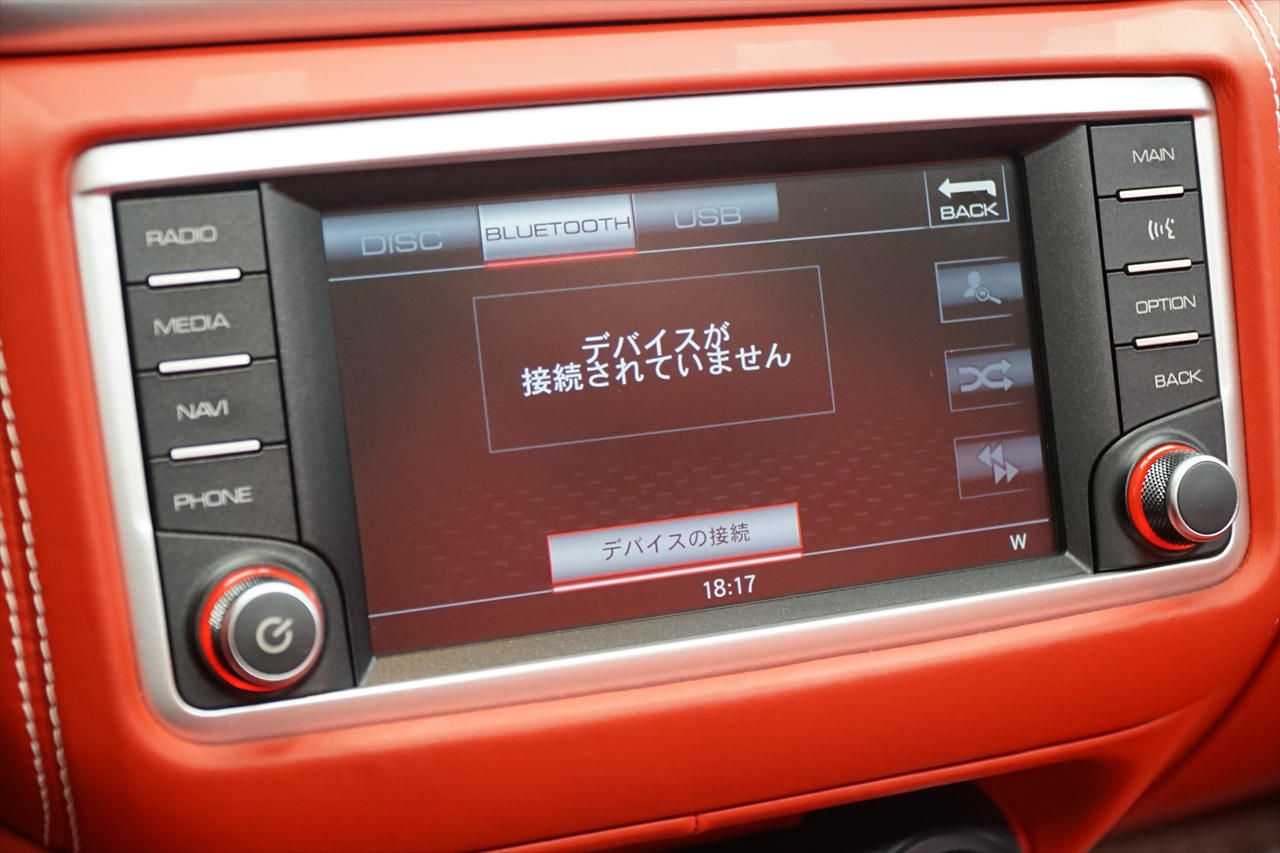 RADIO
MEDIA
NAVI
PHONE
DISC
BLUETOOTH
USB
BACK
デバイスが
接続されていません
デバイスの接続
18:17
W
MAIN
OPTION
BACK